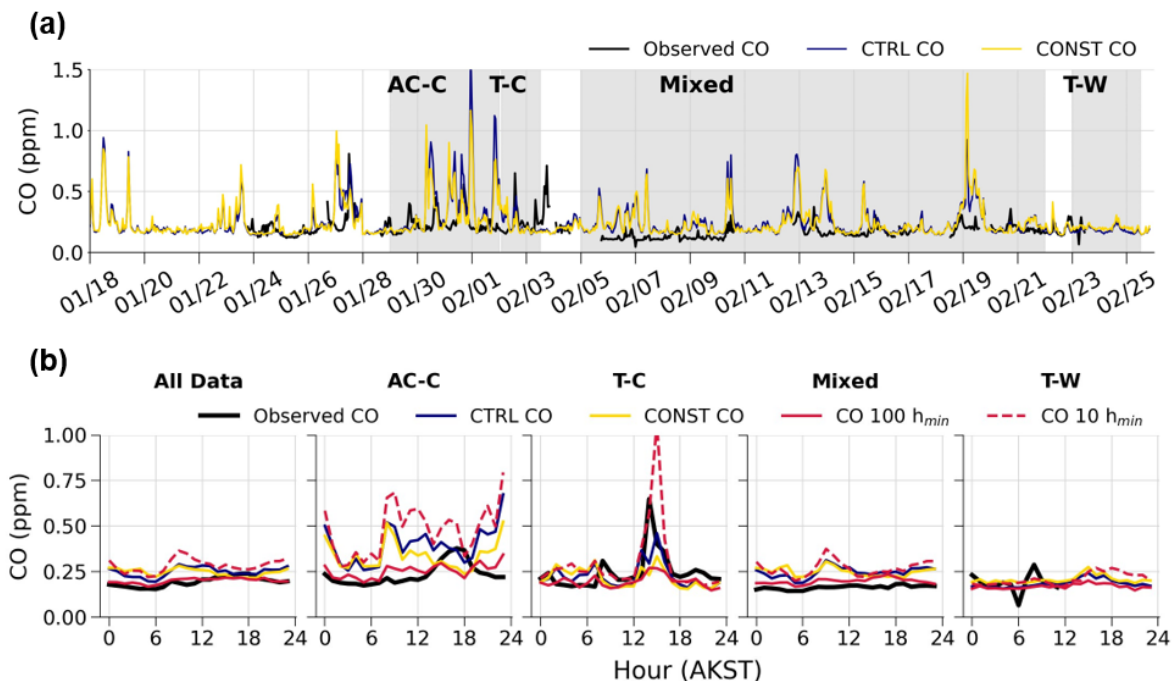 (a)
Observed CO CTRL CO CONST CO
AC-C T-C Mixed T-W
1.5
1.0
0.5
0.0
CO (ppm)
01/18 01/20 01/22 01/24 01/26 01/28 01/30 02/01 02/03 02/05 02/07 02/09 02/11 02/13 02/15 02/17 02/19 02/21 02/23 02/25
(b)
All Data AC-C T-C Mixed T-W
Observed CO CTRL CO CONST CO CO 100 hmin CO 10 hmin
1.00
0.75
0.50
0.25
0.00
CO (ppm)
0 6 12 18 24 0 6 12 18 24 0 6 12 18 24 0 6 12 18 24 0 6 12 18 24
Hour (AKST)